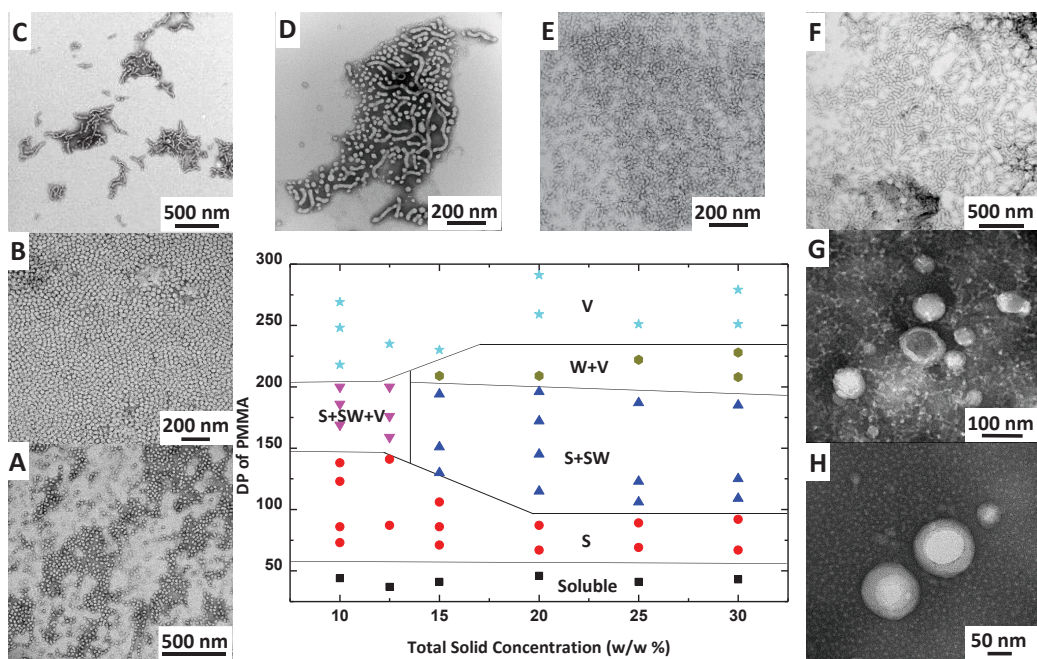 C
500 nm
D
200 nm
E
200 nm
F
500 nm
B
200 nm
A
500 nm
G
100 nm
H
50 nm
DP of PMMA
300
250
200
150
100
50
V
W+V
S+SW+V
S+SW
S
Soluble
10
15
20
25
30
Total Solid Concentration (w/w %)